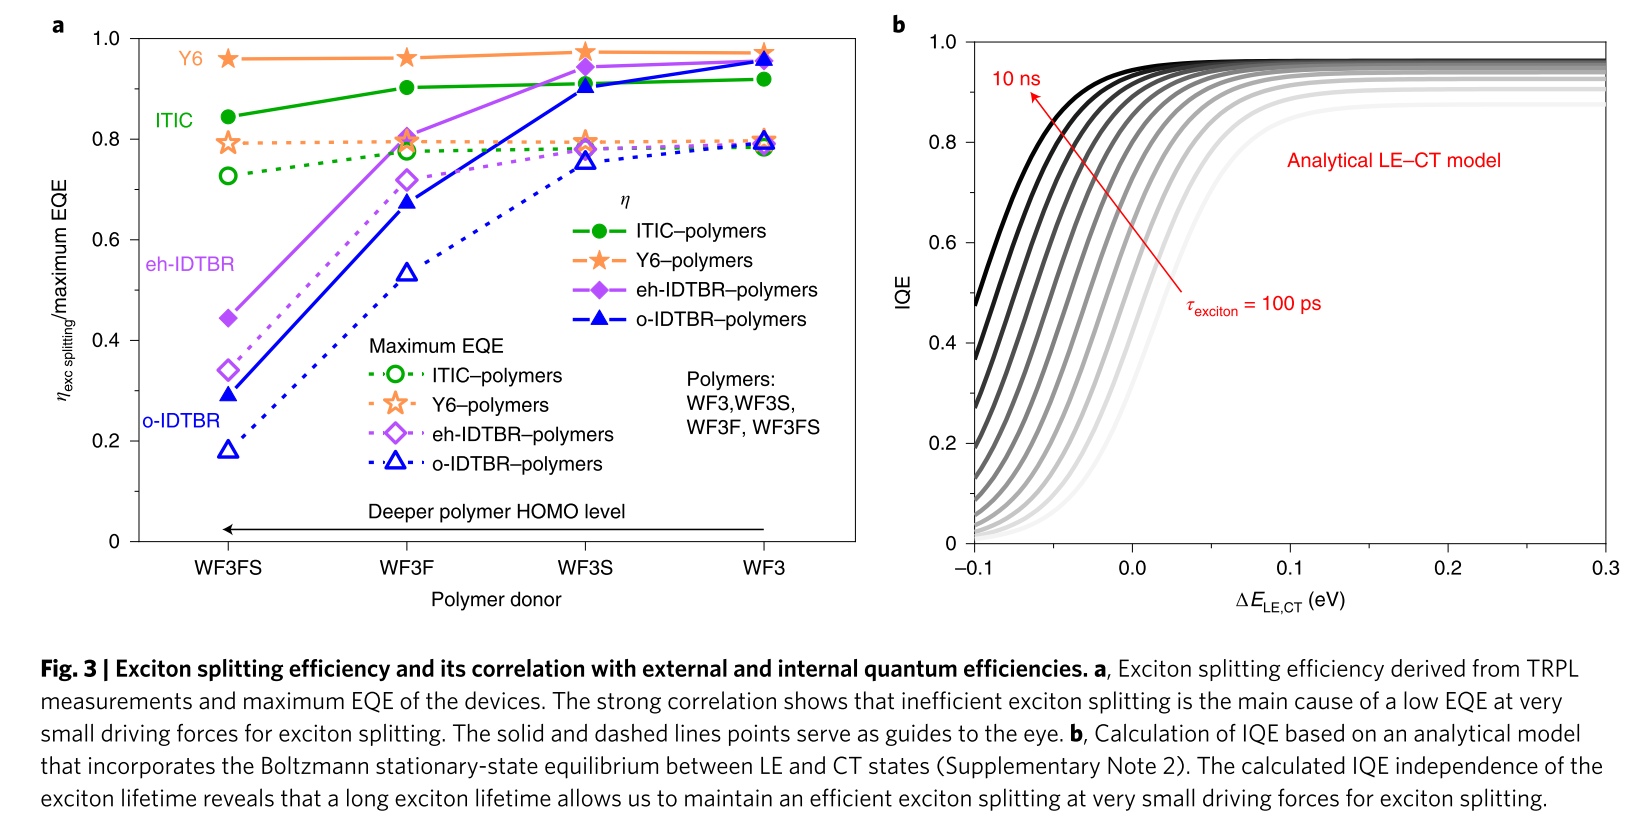 a
1.0
0.8
0.6
0.4
0.2
0
ηexc splitting/maximum EQE
Y6
ITIC
eh-IDTBR
o-IDTBR
η
ITIC–polymers
Y6–polymers
eh-IDTBR–polymers
o-IDTBR–polymers
Maximum EQE
ITIC–polymers
Y6–polymers
eh-IDTBR–polymers
o-IDTBR–polymers
Polymers:
WF3,WF3S,
WF3F, WF3FS
Deeper polymer HOMO level
WF3FS
WF3F
WF3S
WF3
Polymer donor
b
1.0
0.8
0.6
0.4
0.2
0
IQE
10 ns
Analytical LE–CT model
τexciton = 100 ps
–0.1
0.0
0.1
0.2
0.3
ΔELE,CT (eV)
Fig. 3 | Exciton splitting efficiency and its correlation with external and internal quantum efficiencies. a, Exciton splitting efficiency derived from TRPL
measurements and maximum EQE of the devices. The strong correlation shows that inefficient exciton splitting is the main cause of a low EQE at very
small driving forces for exciton splitting. The solid and dashed lines points serve as guides to the eye. b, Calculation of IQE based on an analytical model
that incorporates the Boltzmann stationary-state equilibrium between LE and CT states (Supplementary Note 2). The calculated IQE independence of the
exciton lifetime reveals that a long exciton lifetime allows us to maintain an efficient exciton splitting at very small driving forces for exciton splitting.